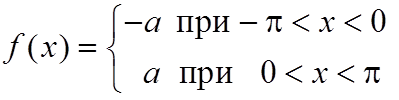 f(x) = { −a при − π < x < 0
a при 0 < x < π